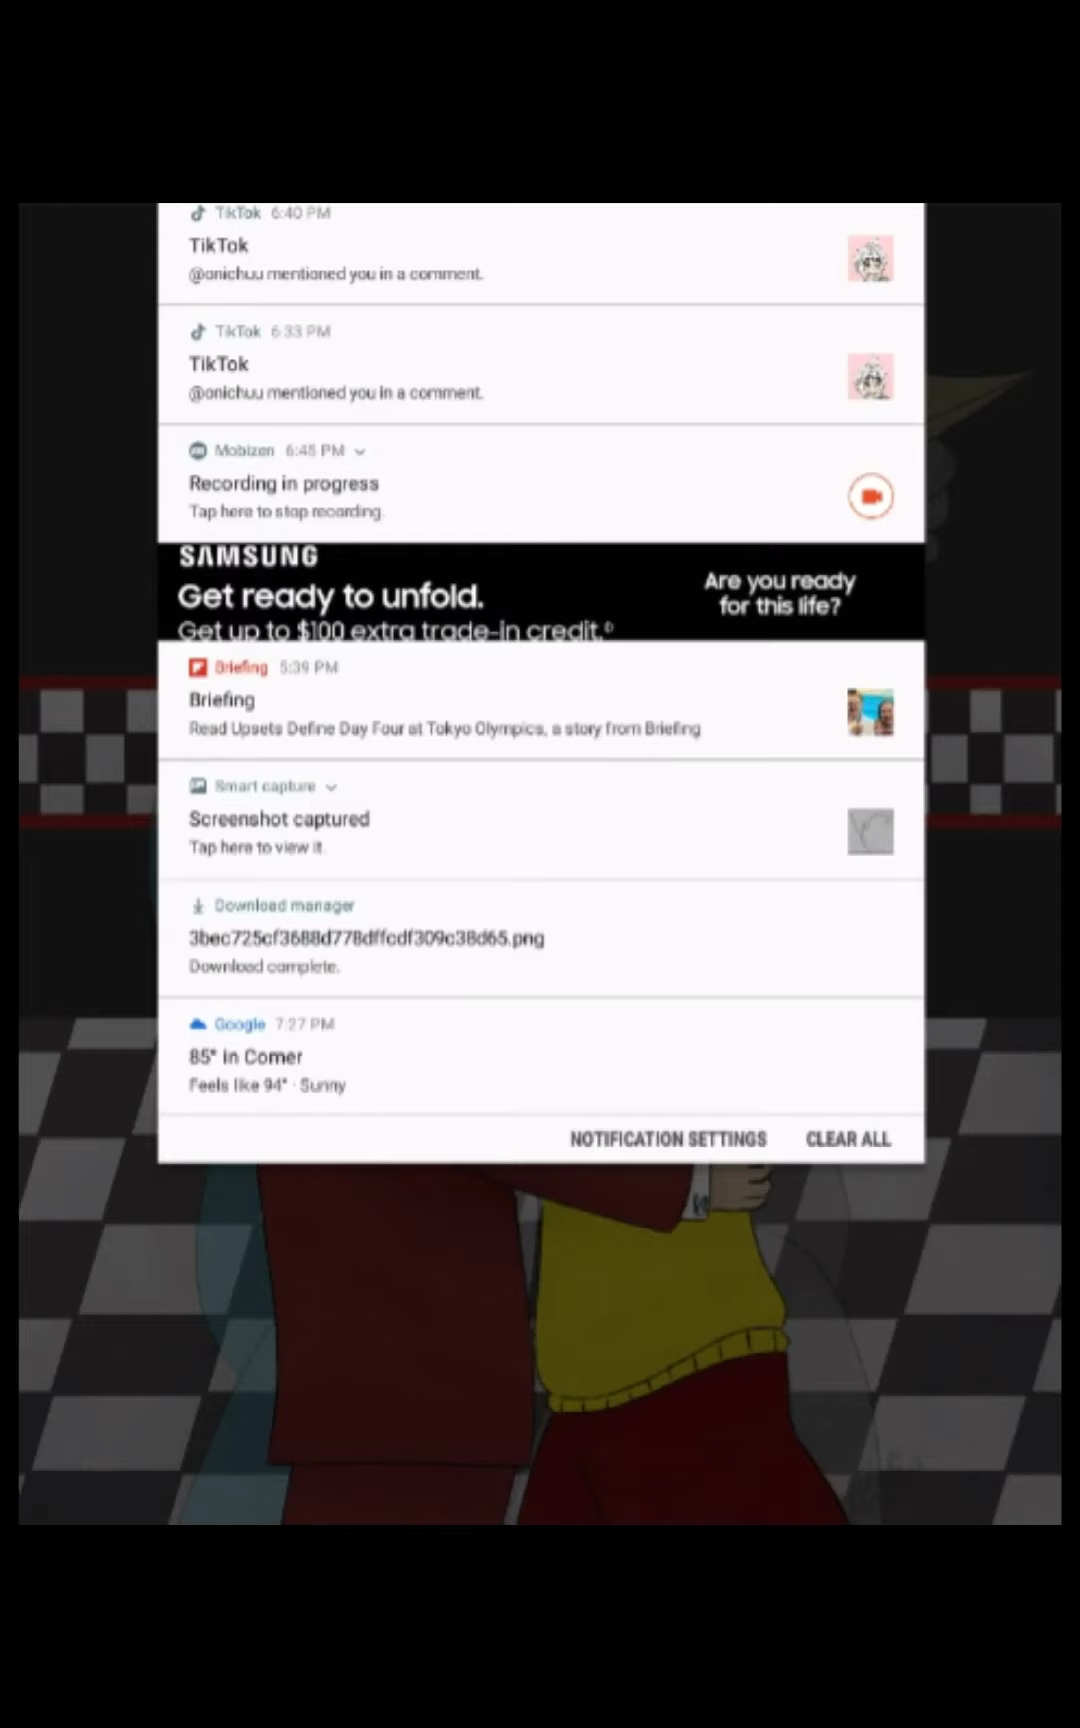 TikTok 6:40 PM
TikTok
@onichuu mentioned you in a comment.
TikTok 6:33 PM
TikTok
@onichuu mentioned you in a comment.
Mobizen 6:45 PM
Recording in progress
Tap here to stop recording.
SAMSUNG
Get ready to unfold.
Get up to $100 extra trade-in credit.
Are you ready
for this life?
Briefing 5:39 PM
Briefing
Read Upsets Define Day Four at Tokyo Olympics, a story from Briefing
Smart capture
Screenshot captured
Tap here to view it.
Download manager
3bec725cf3688d778dffcdf309c38d65.png
Download complete.
Google 7:27 PM
85° in Comer
Feels like 94° · Sunny
NOTIFICATION SETTINGS CLEAR ALL